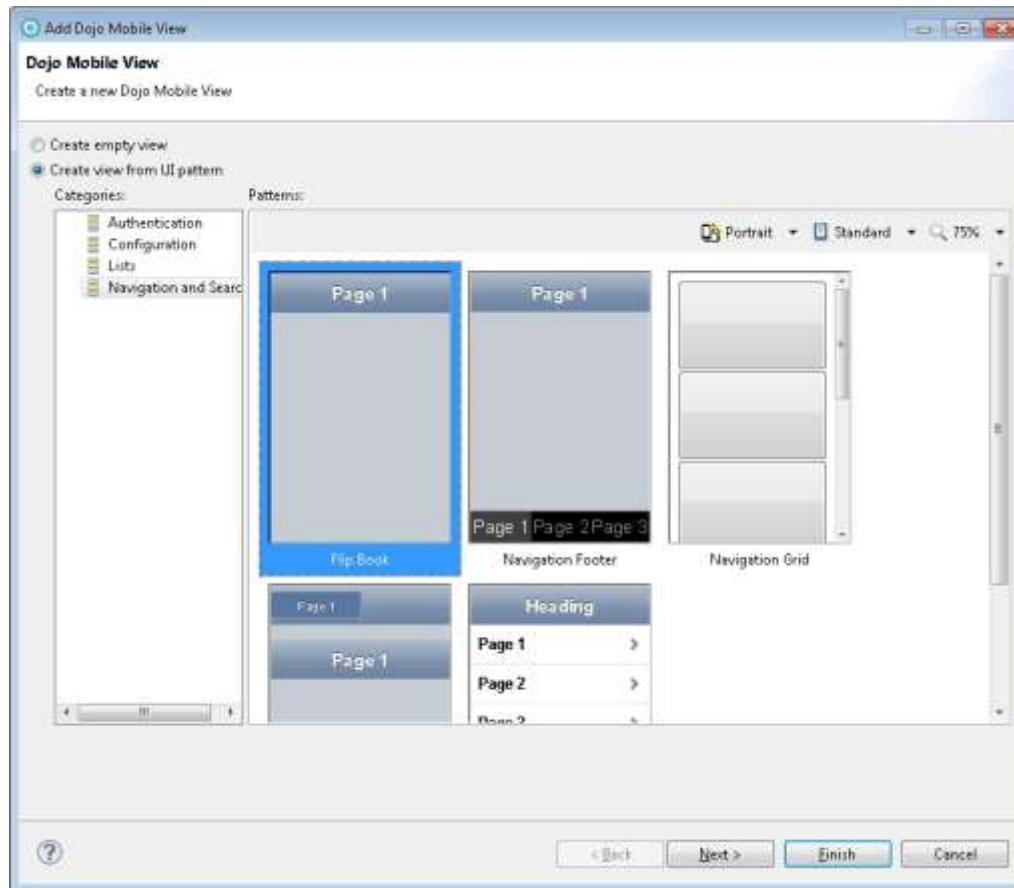 Add Dojo Mobile View
Dojo Mobile View
Create a new Dojo Mobile View
Create empty view
Create view from UI pattern
Categories:
Patterns:
Authentication
Configuration
Lists
Navigation and Searc
Portrait
Standard
75%
Page 1
Page 1
Page 1 Page 2 Page 3
Flip Book
Navigation Footer
Navigation Grid
Page 1
Page 1
Heading
Page 1
Page 2
< Back
Next >
Finish
Cancel